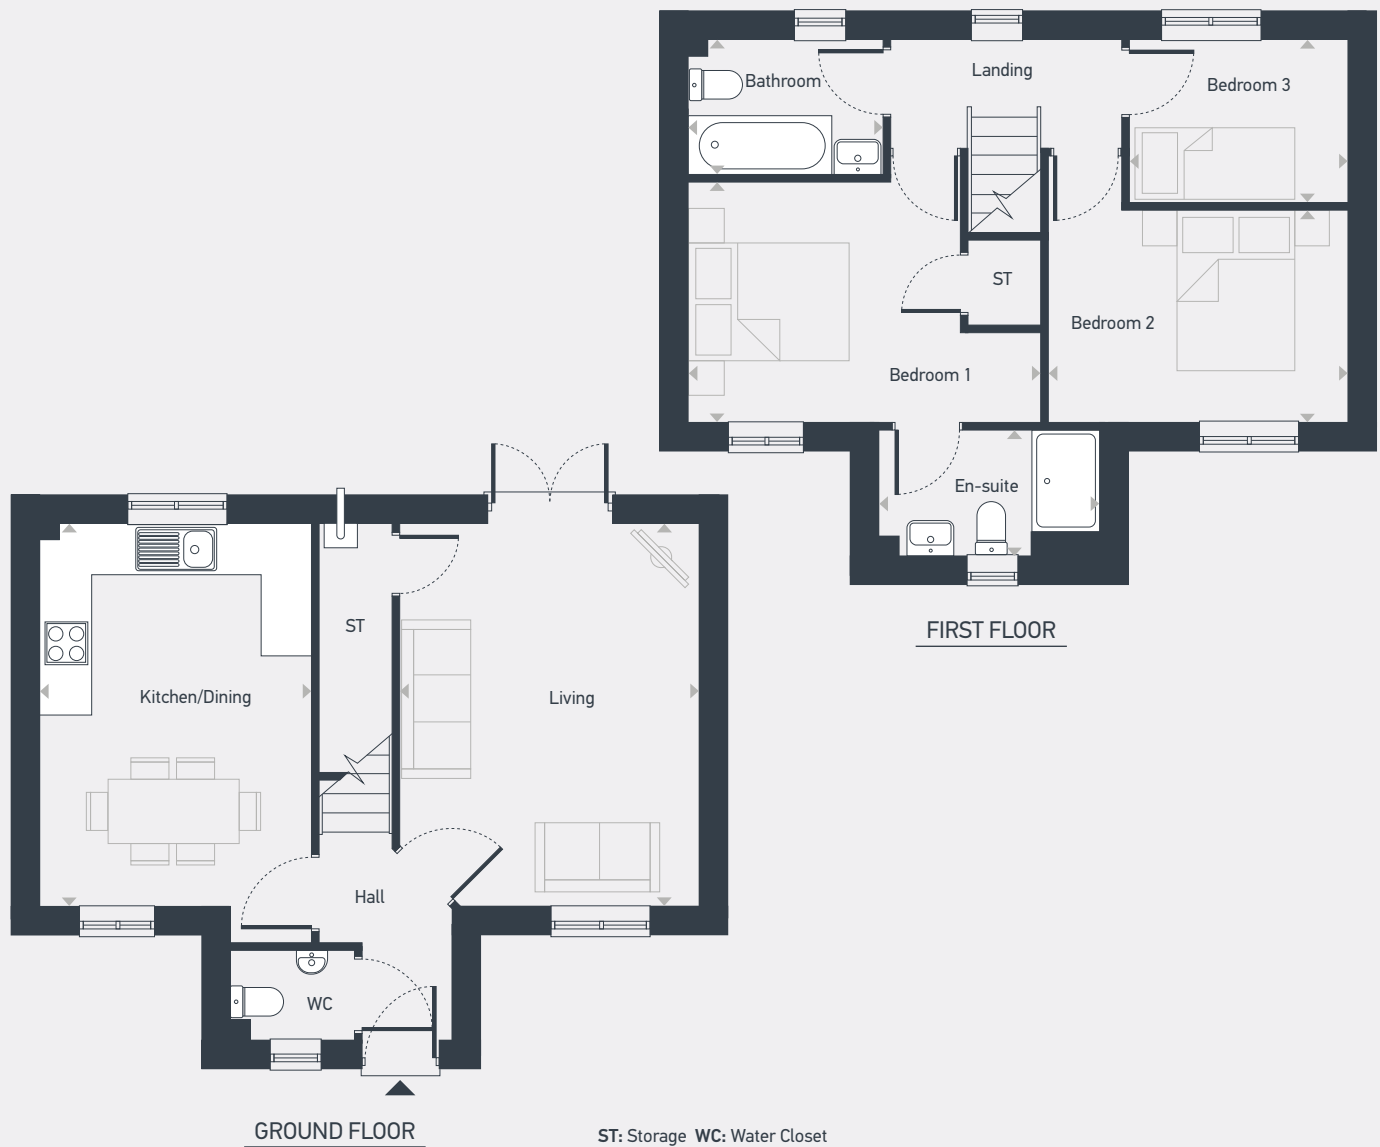 Bathroom
Landing
Bedroom 3
ST
Bedroom 2
Bedroom 1
En-suite
FIRST FLOOR
ST
Kitchen/Dining
Living
Hall
WC
GROUND FLOOR
ST: Storage WC: Water Closet